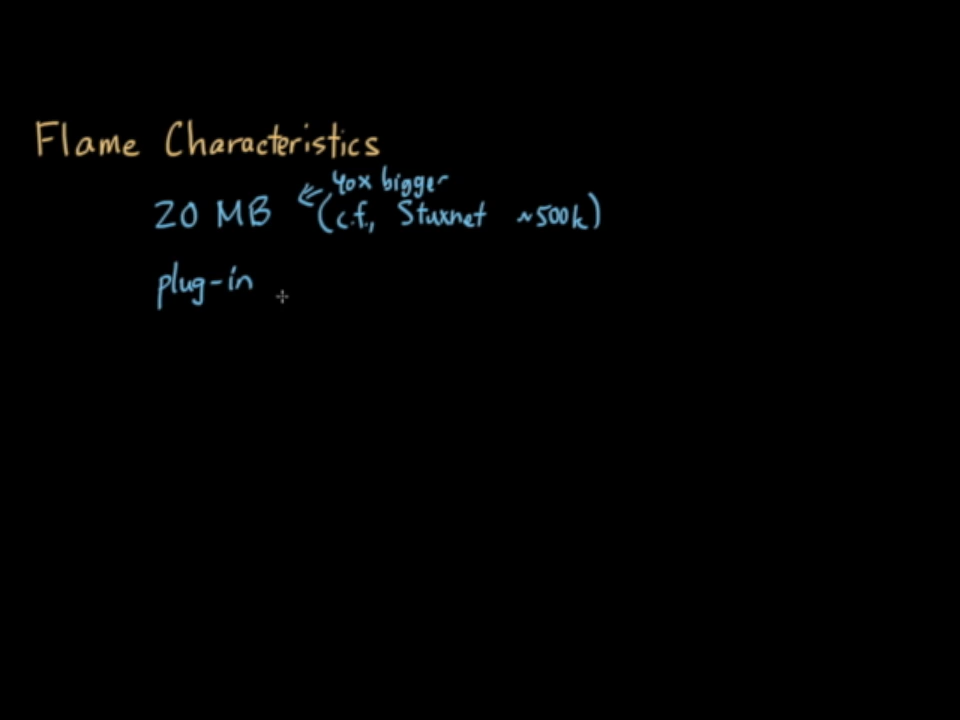 Flame Characteristics
40x bigger
20 MB (c.f., Stuxnet ~500k)
plug-in